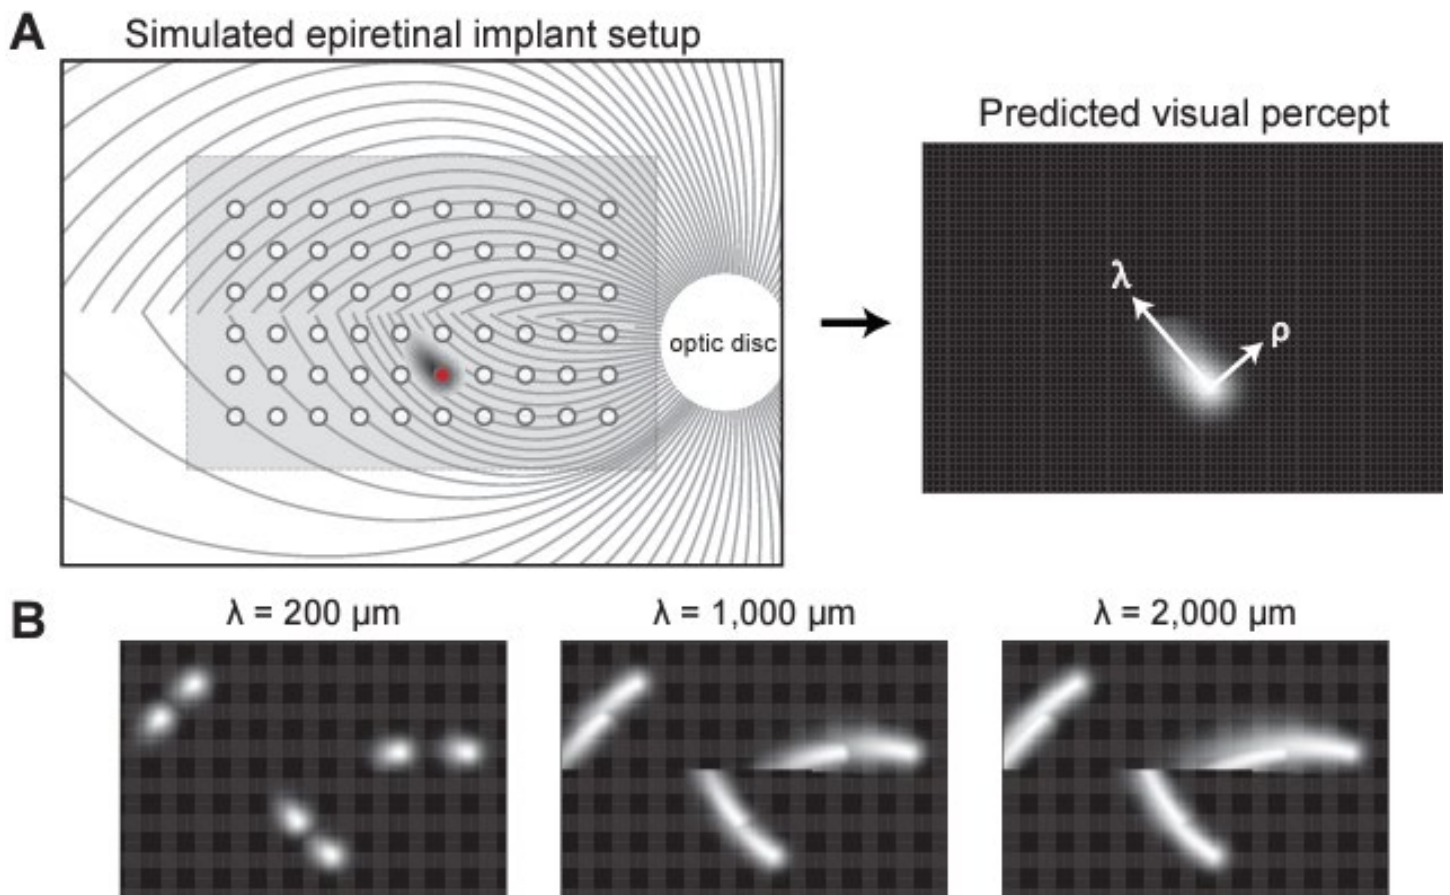 A
Simulated epiretinal implant setup
Predicted visual percept
optic disc
λ
ρ
B
λ = 200 µm
λ = 1,000 µm
λ = 2,000 µm